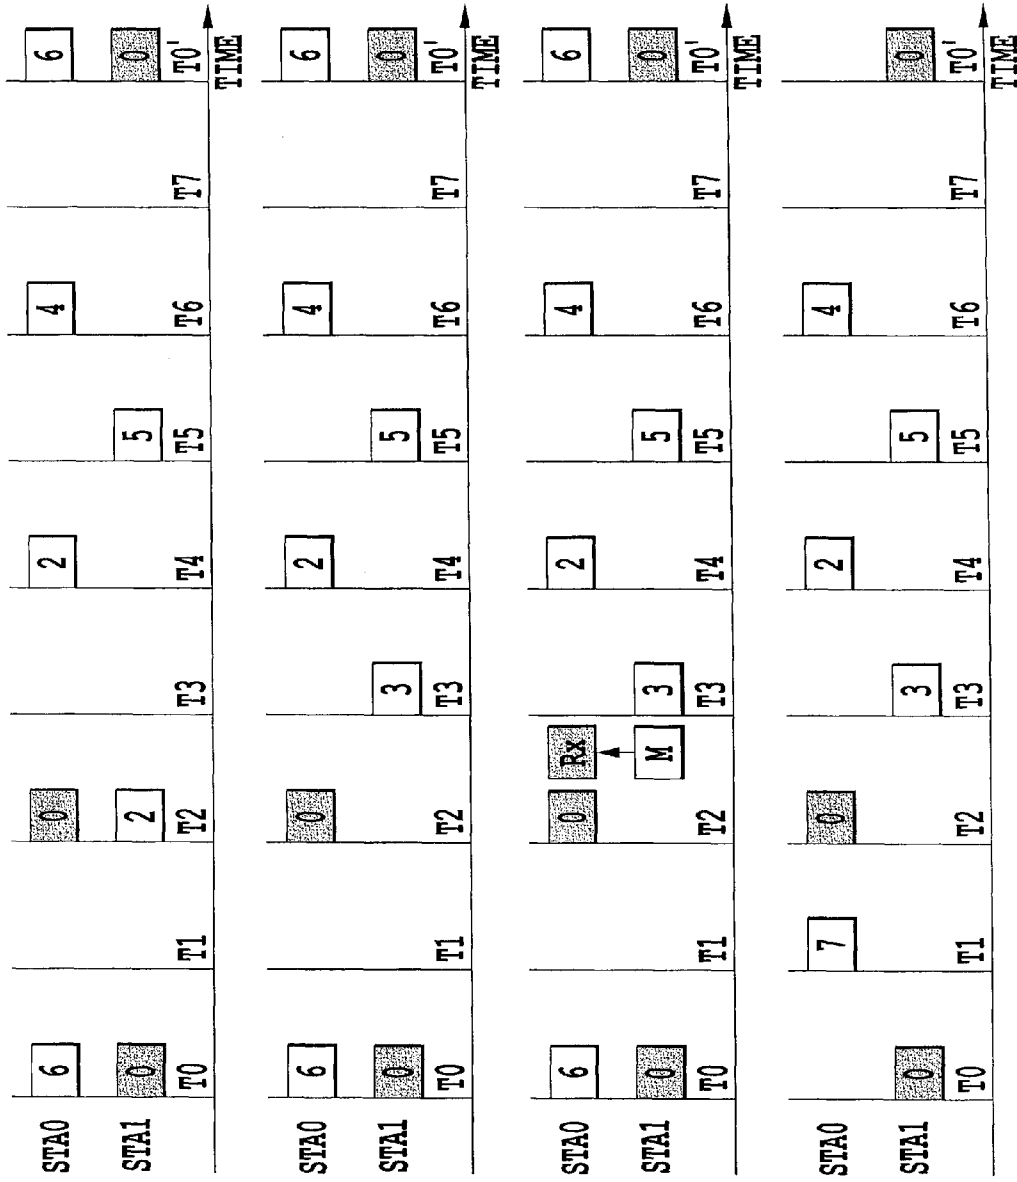 STA0 6 0 2 4 6
STA1 0 2 5 0
T0 T1 T2 T3 T4 T5 T6 T7 T0'
TIME
STA0 6 0 2 4 6
STA1 0 3 5 0
T0 T1 T2 T3 T4 T5 T6 T7 T0'
TIME
STA0 6 0 Rx 2 4 6
STA1 0 M 3 5 0
T0 T1 T2 T3 T4 T5 T6 T7 T0'
TIME
STA0 7 0 2 4
STA1 0 3 5 0
T0 T1 T2 T3 T4 T5 T6 T7 T0'
TIME